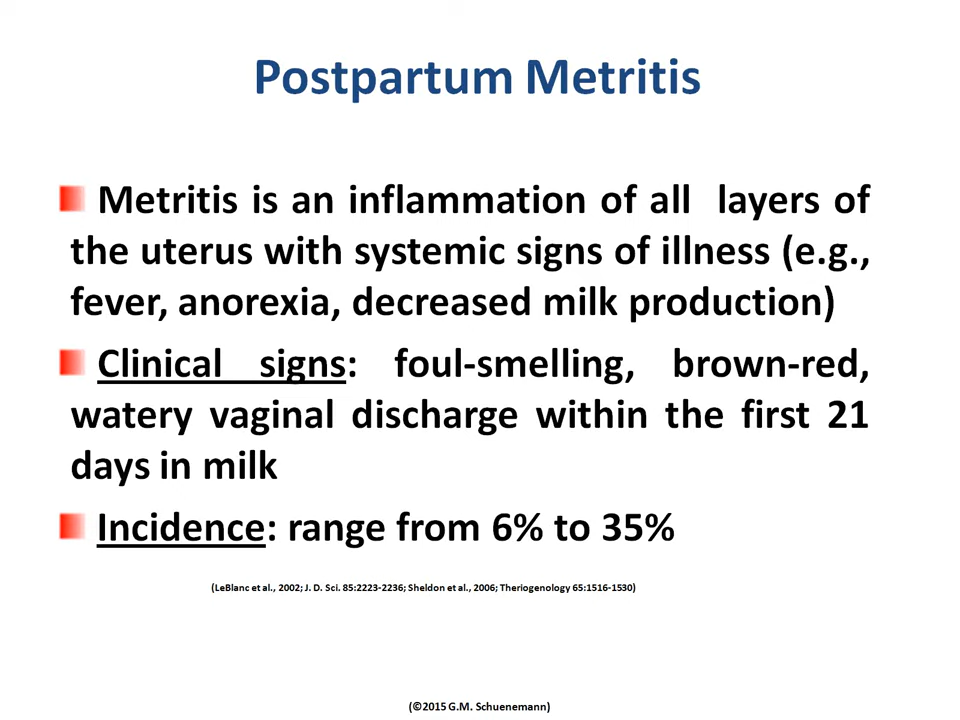 Postpartum Metritis
Metritis is an inflammation of all layers of
the uterus with systemic signs of illness (e.g.,
fever, anorexia, decreased milk production)
Clinical signs: foul-smelling, brown-red,
watery vaginal discharge within the first 21
days in milk
Incidence: range from 6% to 35%
(LeBlanc et al., 2002; J. D. Sci. 85:2223-2236; Sheldon et al., 2006; Theriogenology 65:1516-1530)
(©2015 G.M. Schuenemann)